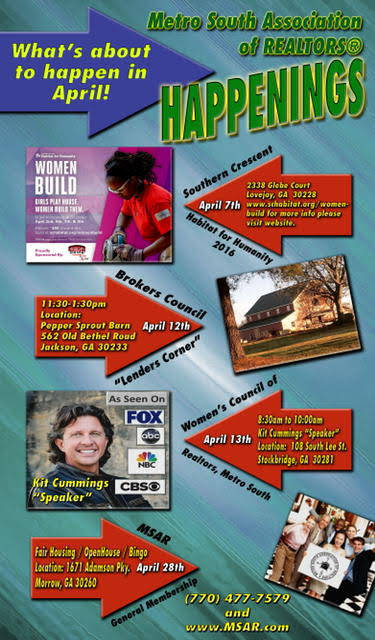 Metro South Association
of REALTORS®
HAPPENINGS
What's about
to happen in
April!
WOMEN
BUILD
GIRLS PLAY HOUSE
WOMEN BUILD THEM.
Proudly
Sponsored By:
Southern Crescent
April 7th
Habitat for Humanity
2016
2338 Glebe Court
Lovejoy, GA 30228
www.schabitat.org/women-
build for more info please
visit website.
Brokers Council
11:30-1:30pm
Location:
Pepper Sprout Barn
562 Old Bethel Road
Jackson, GA 30233
April 12th
"Lenders Corner"
As Seen On
FOX
abc
NBC
CBS
Kit Cummings
"Speaker"
Women's Council of
April 13th
Realtors, Metro South
8:30am to 10:00am
Kit Cummings "Speaker"
Location: 108 South Lee St.
Stockbridge, GA 30281
MSAR
Fair Housing / OpenHouse / Bingo
Location: 1671 Adamson Pky.
Morrow, GA 30260
April 28th
General Membership
(770) 477-7579
and
www.MSAR.com